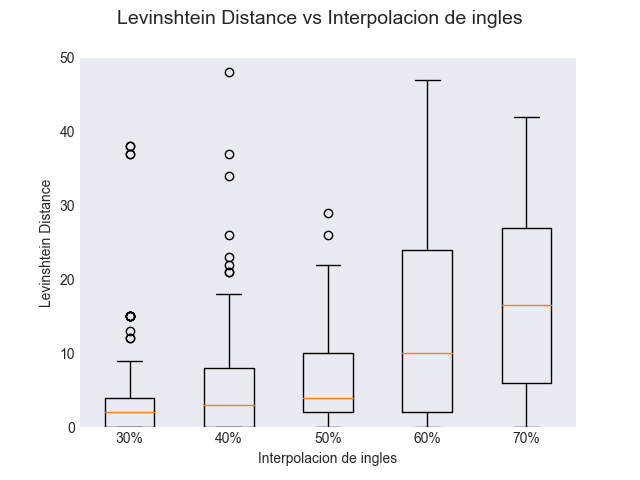 Levinshtein Distance vs Interpolacion de ingles
50
40
30
20
10
0
Levinshtein Distance
30% 40% 50% 60% 70%
Interpolacion de ingles